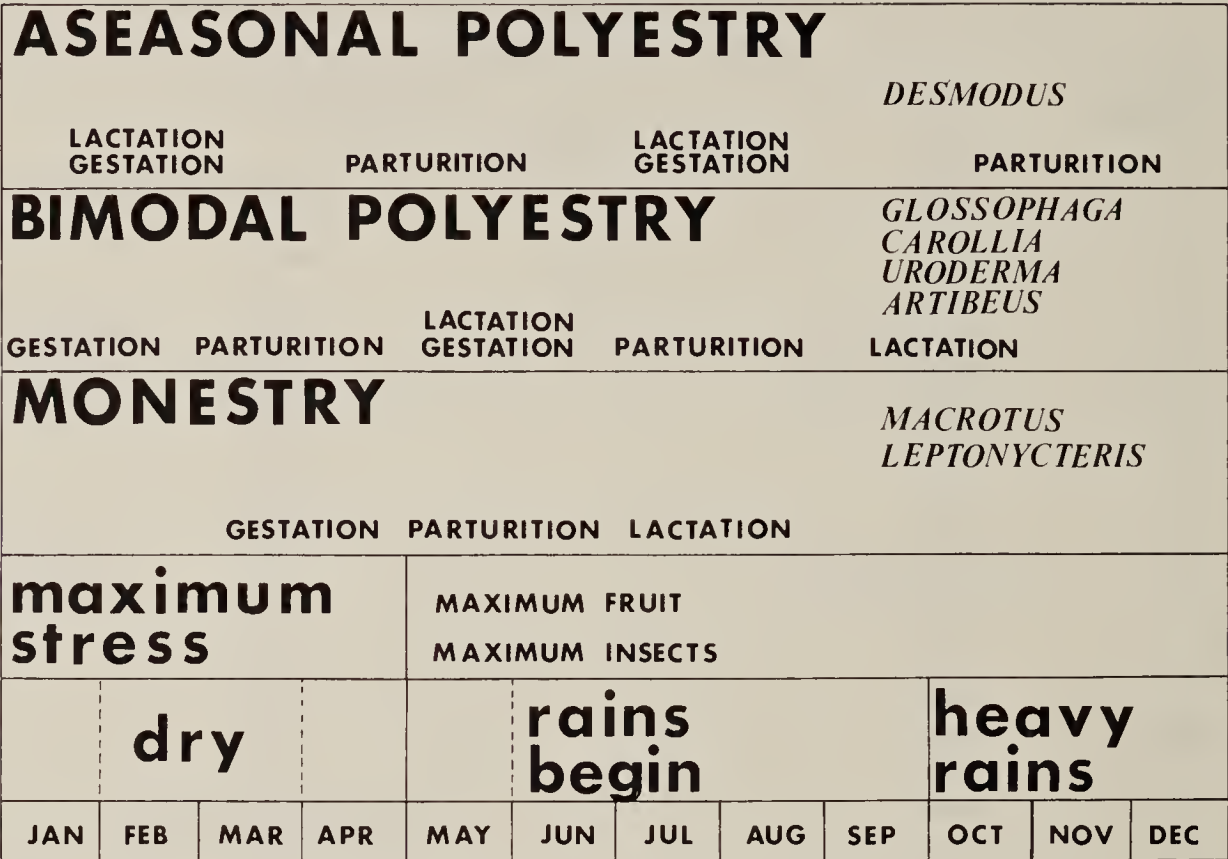 ASEASONAL POLYESTRY
DESMODUS
LACTATION LACTATION
GESTATION PARTURITION GESTATION PARTURITION
BIMODAL POLYESTRY
GLOSSOPHAGA
CAROLLIA
URODERMA
ARTIBEUS
LACTATION
GESTATION PARTURITION GESTATION PARTURITION LACTATION
MONESTRY
MACROTUS
LEPTONYCTERIS
GESTATION PARTURITION LACTATION
maximum
stress
MAXIMUM FRUIT
MAXIMUM INSECTS
dry
rains
begin
heavy
rains
JAN FEB MAR APR MAY JUN JUL AUG SEP OCT NOV DEC